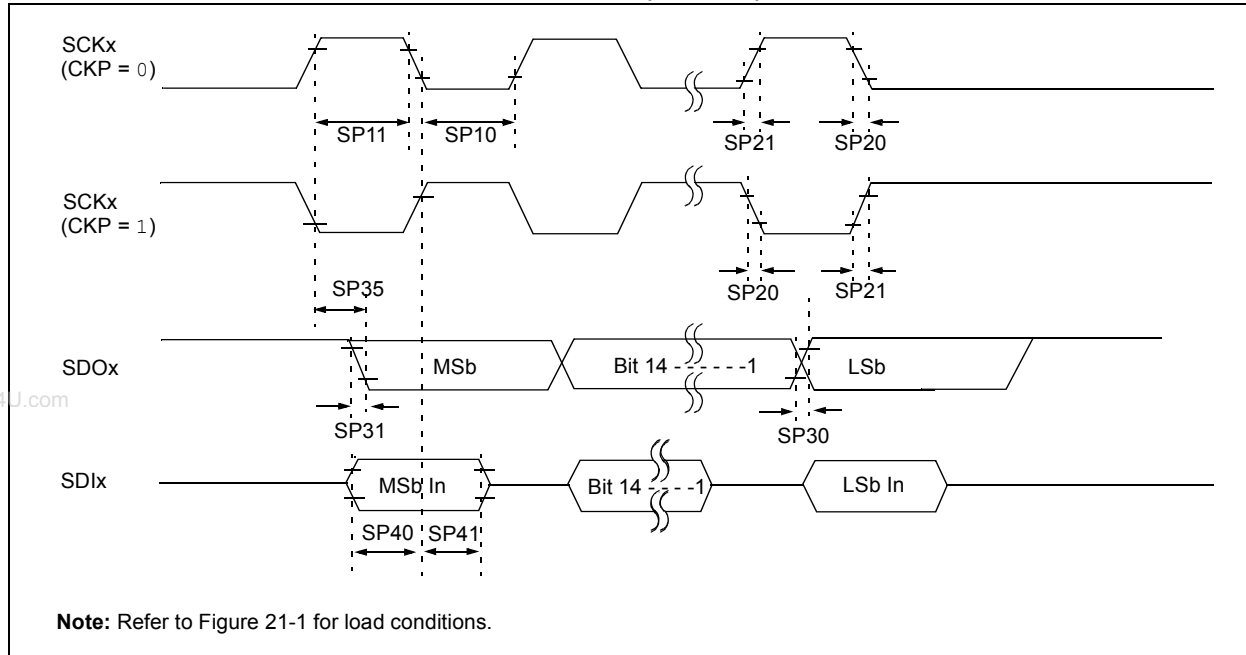 SCKx
(CKP = 0)
SP11
SP10
SP21
SP20
SCKx
(CKP = 1)
SP35
SP20
SP21
SDOx
MSb
Bit 14 - - - - - -1
LSb
4U.com
SP31
SP30
SDIx
MSb In
Bit 14 - - - -1
LSb In
SP40
SP41
Note: Refer to Figure 21-1 for load conditions.